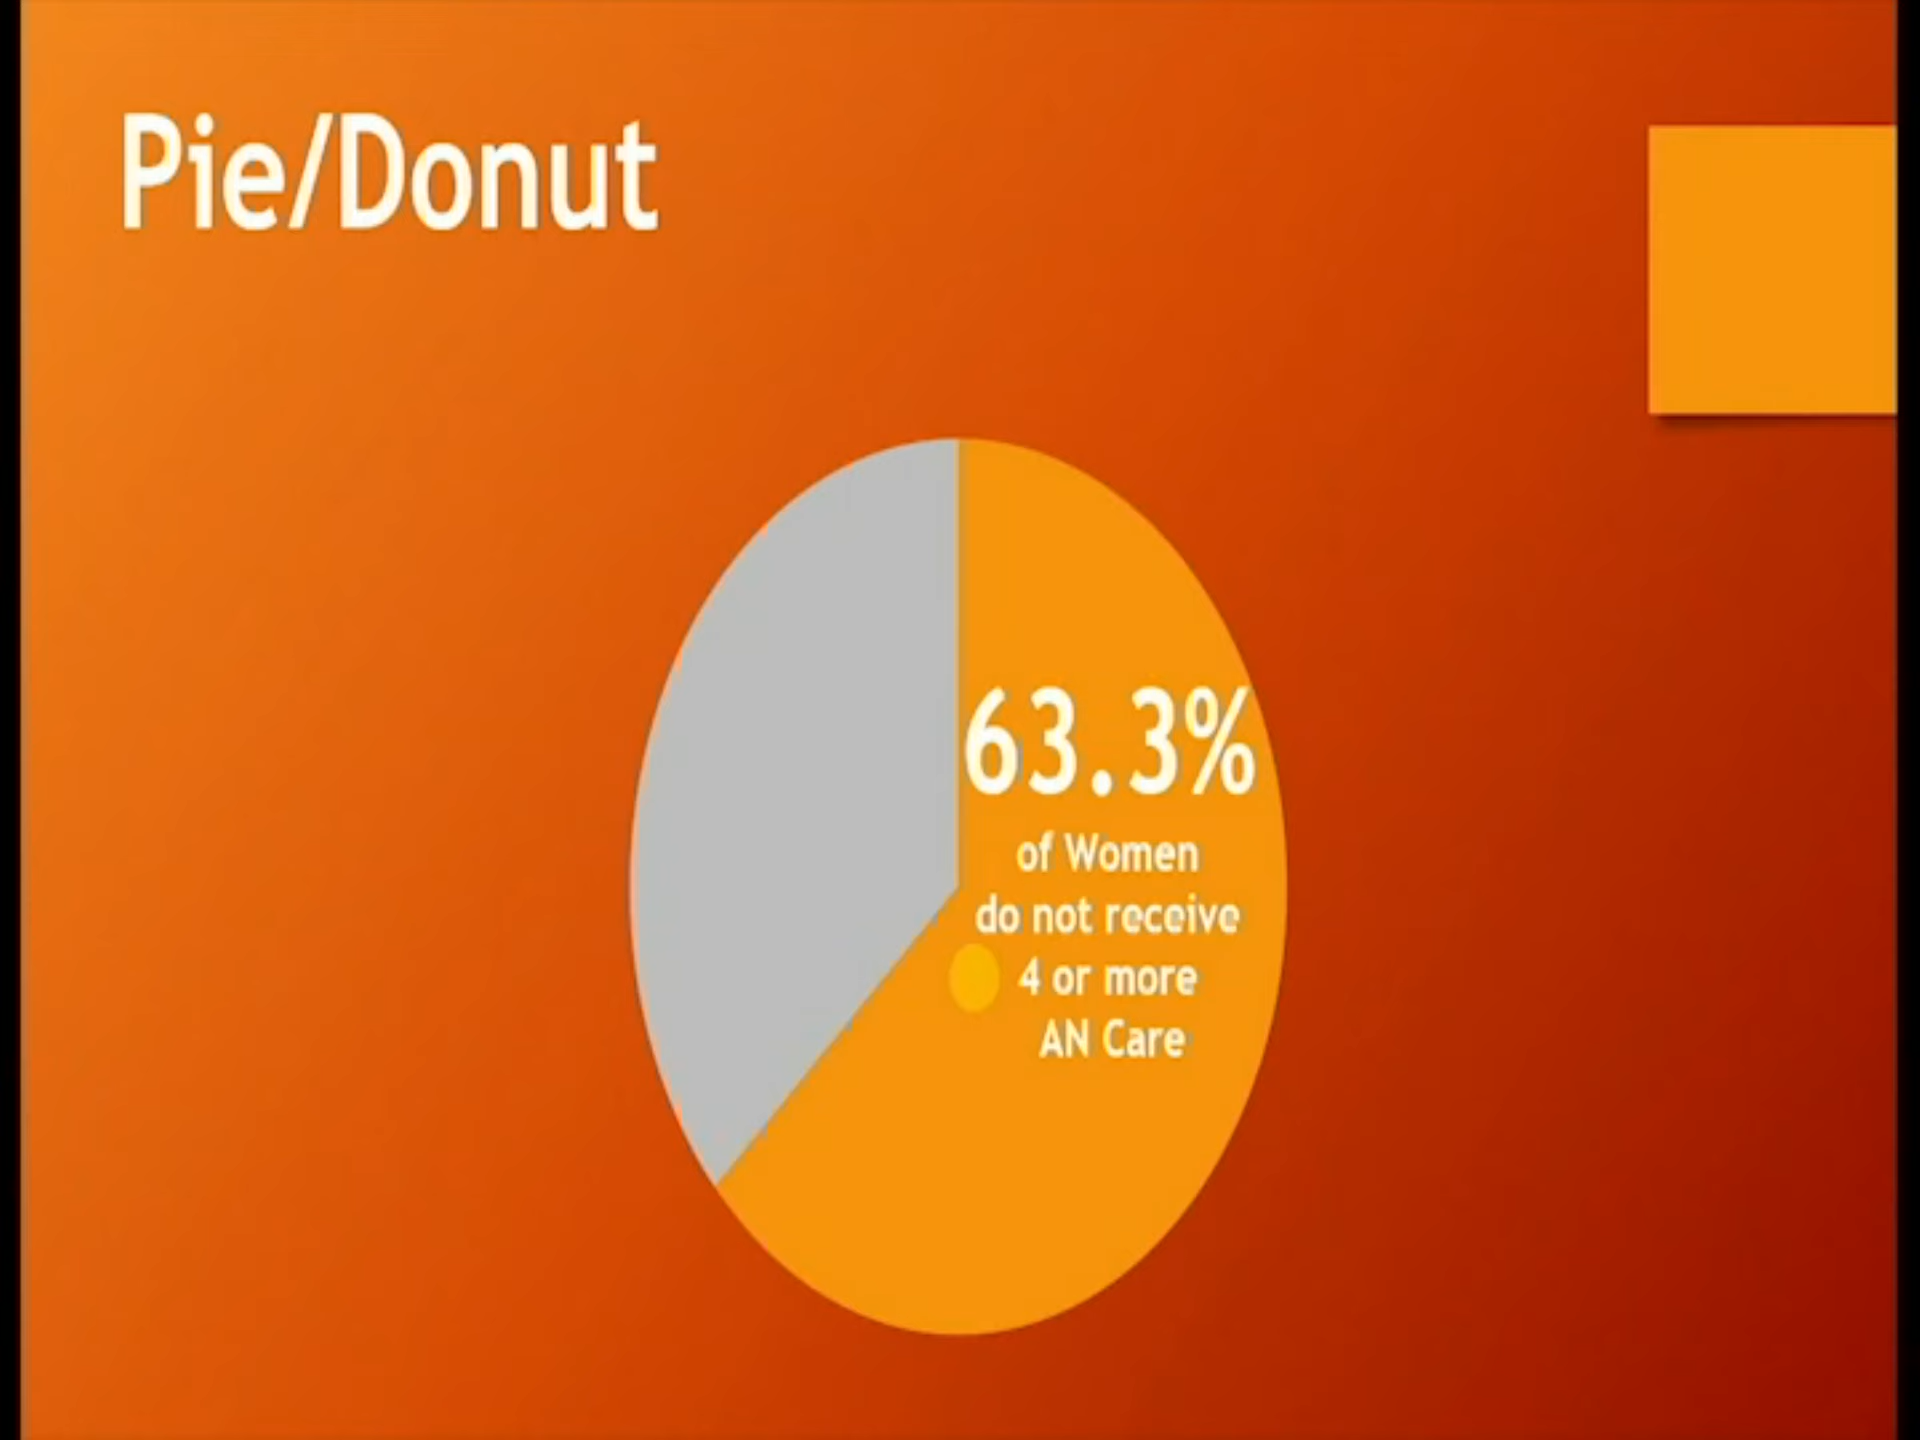 Pie/Donut
63.3%
of Women
do not receive
4 or more
AN Care